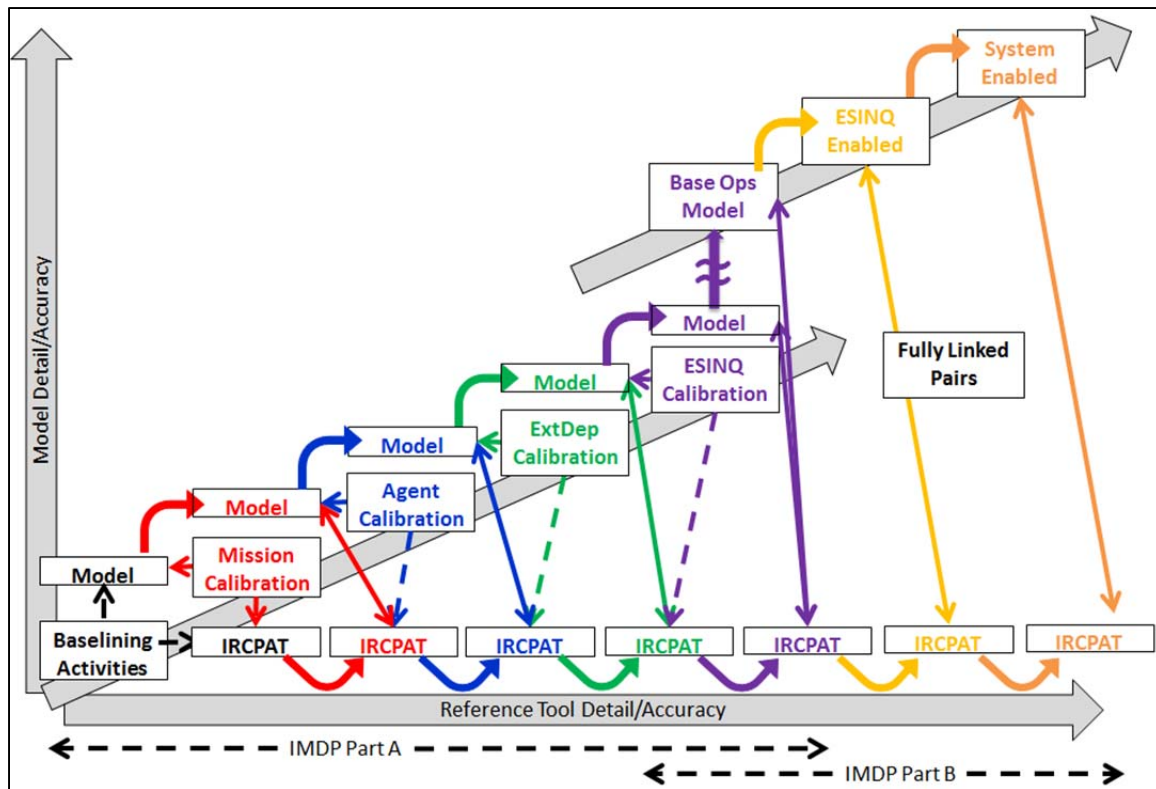 System
Enabled
ESINQ
Enabled
Base Ops
Model
Model
Fully Linked
Pairs
ESINQ
Calibration
Model
ExtDep
Calibration
Model
Agent
Calibration
Model
Mission
Calibration
Model
Baselining
Activities
Model Detail/Accuracy
IRCPAT
IRCPAT
IRCPAT
IRCPAT
IRCPAT
IRCPAT
IRCPAT
Reference Tool Detail/Accuracy
IMDP Part A
IMDP Part B